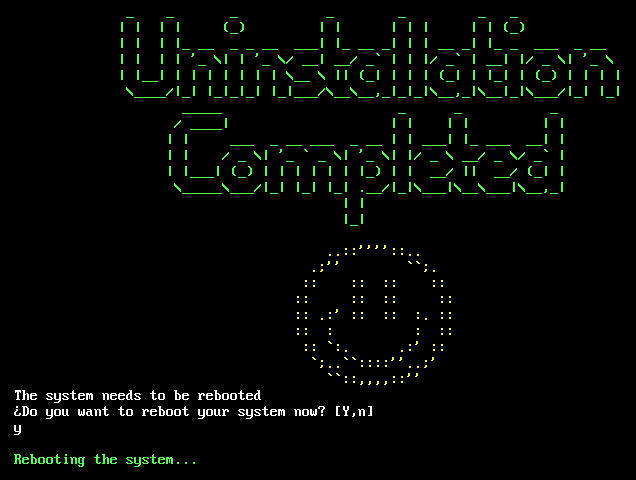 Uninstallation
Completed
The system needs to be rebooted
¿Do you want to reboot your system now? [Y,n]
y
Rebooting the system...